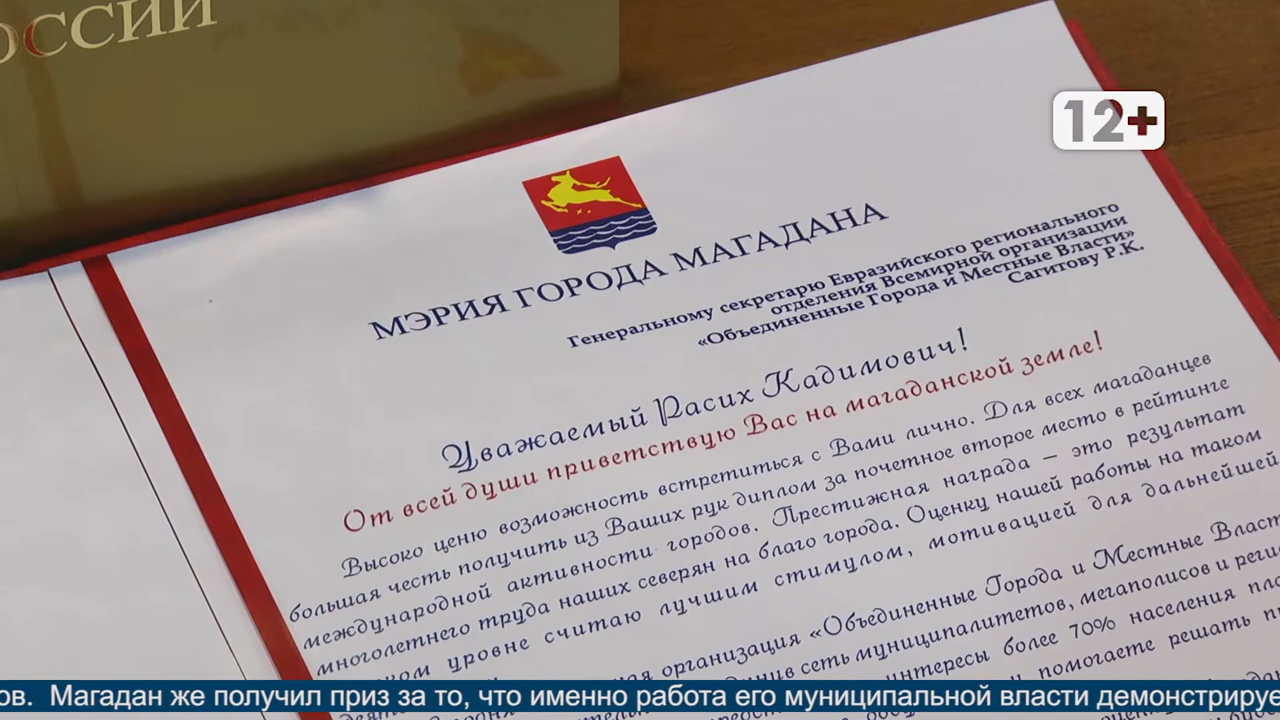 РОССИИ
12+
МЭРИЯ ГОРОДА МАГАДАНА
Генеральному секретарю Евразийского регионального
отделения Всемирной организации
«Объединенные Города и Местные Власти»
Сагитову Р.К.
Уважаемый Расих Кадимович!
От всей души приветствую Вас на магаданской земле!
Высоко ценю возможность встретиться с Вами лично. Для всех магаданцев
большая честь получить из Ваших рук диплом за почетное второе место в рейтинге
международной активности городов. Престижная награда – это результат
многолетнего труда наших северян на благо города. Оценку нашей работы на таком
уровне считаю лучшим стимулом, мотивацией для дальнейшей
организация «Объединенные Города и Местные Власт
сеть муниципалитетов, мегаполисов и реги
интересы более 70% населения пла
помогаете решать
ов. Магадан же получил приз за то, что именно работа его муниципальной власти демонстрируе